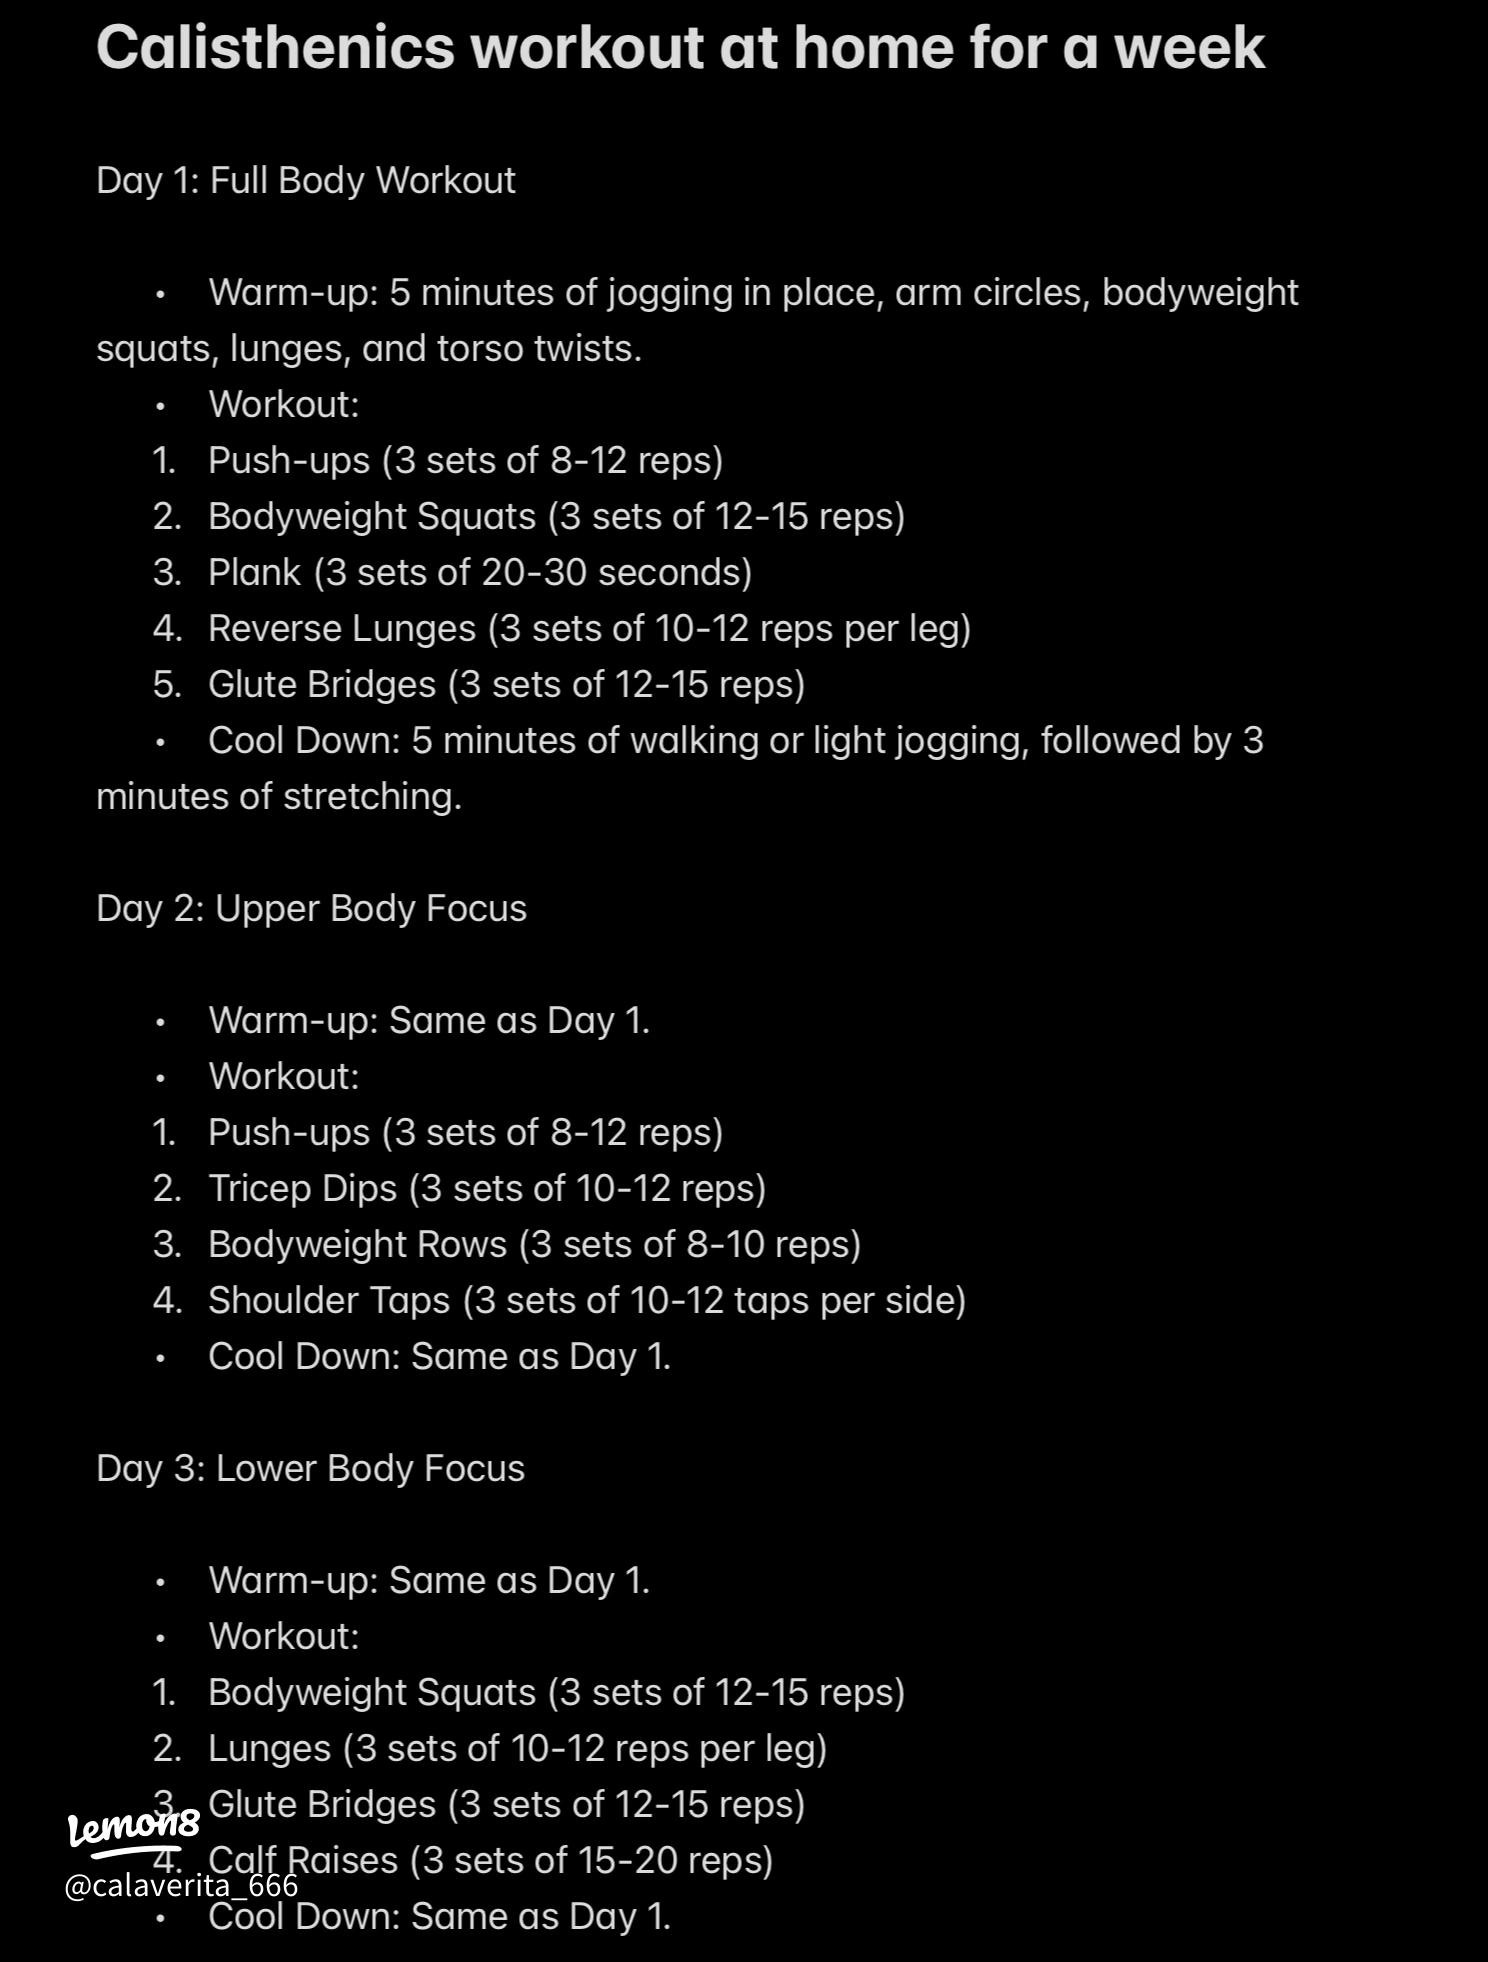 Calisthenics workout at home for a week
Day 1: Full Body Workout
• Warm-up: 5 minutes of jogging in place, arm circles, bodyweight
squats, lunges, and torso twists.
• Workout:
1. Push-ups (3 sets of 8-12 reps)
2. Bodyweight Squats (3 sets of 12-15 reps)
3. Plank (3 sets of 20-30 seconds)
4. Reverse Lunges (3 sets of 10-12 reps per leg)
5. Glute Bridges (3 sets of 12-15 reps)
• Cool Down: 5 minutes of walking or light jogging, followed by 3
minutes of stretching.
Day 2: Upper Body Focus
• Warm-up: Same as Day 1.
• Workout:
1. Push-ups (3 sets of 8-12 reps)
2. Tricep Dips (3 sets of 10-12 reps)
3. Bodyweight Rows (3 sets of 8-10 reps)
4. Shoulder Taps (3 sets of 10-12 taps per side)
• Cool Down: Same as Day 1.
Day 3: Lower Body Focus
• Warm-up: Same as Day 1.
• Workout:
1. Bodyweight Squats (3 sets of 12-15 reps)
2. Lunges (3 sets of 10-12 reps per leg)
3. Glute Bridges (3 sets of 12-15 reps)
4. Calf Raises (3 sets of 15-20 reps)
• Cool Down: Same as Day 1.
Lemon8
@calaverita_666